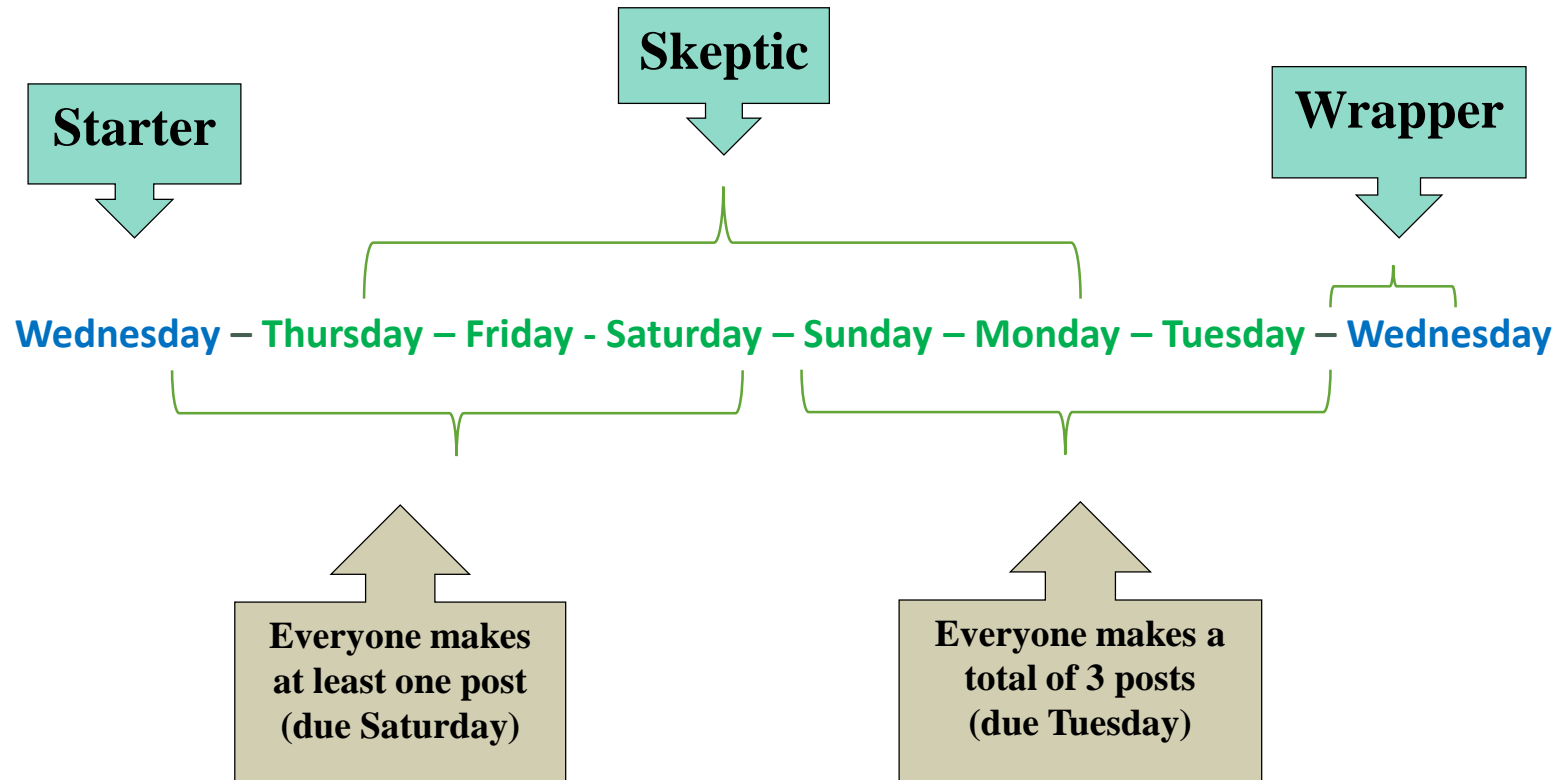 Skeptic
Starter
Wrapper
Wednesday – Thursday – Friday - Saturday – Sunday – Monday – Tuesday – Wednesday
Everyone makes
at least one post
(due Saturday)
Everyone makes a
total of 3 posts
(due Tuesday)